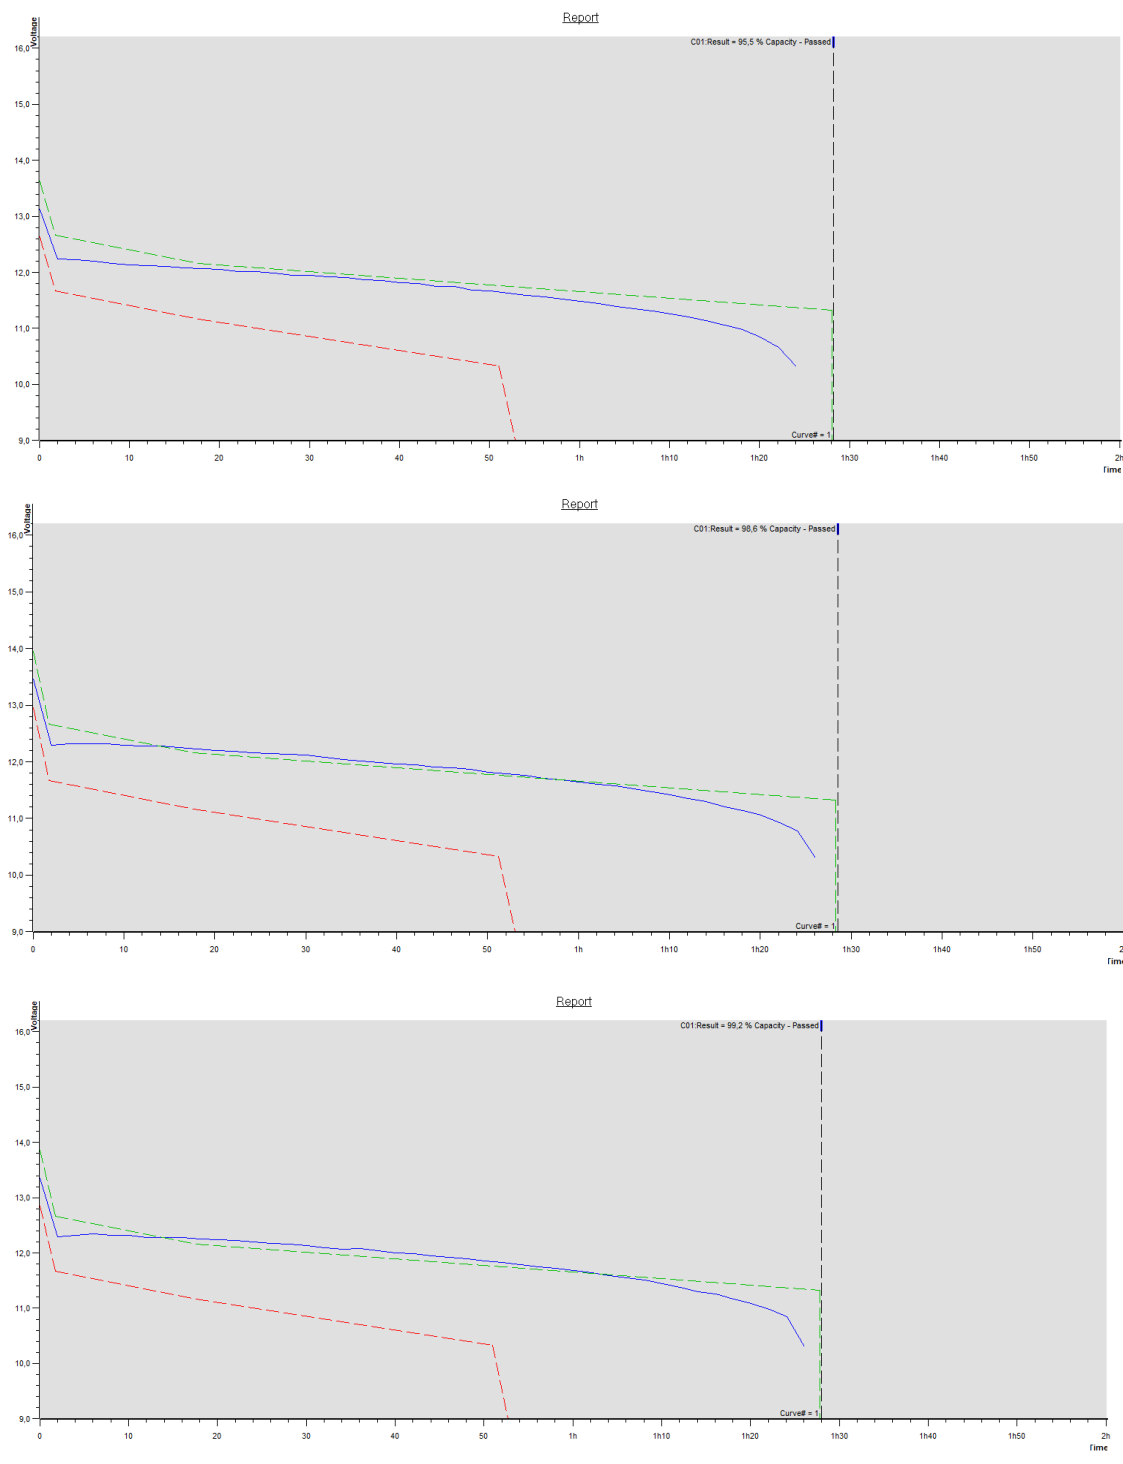 Report
Voltage
C01:Result = 95,5 % Capacity - Passed
16,0
15,0
14,0
13,0
12,0
11,0
10,0
9,0
Curve# = 1
0 10 20 30 40 50 1h 1h10 1h20 1h30 1h40 1h50 2h
Time
Report
Voltage
C01:Result = 98,6 % Capacity - Passed
16,0
15,0
14,0
13,0
12,0
11,0
10,0
9,0
Curve# = 1
0 10 20 30 40 50 1h 1h10 1h20 1h30 1h40 1h50 2
Time
Report
Voltage
C01:Result = 99,2 % Capacity - Passed
16,0
15,0
14,0
13,0
12,0
11,0
10,0
9,0
Curve# = 1
0 10 20 30 40 50 1h 1h10 1h20 1h30 1h40 1h50 2h
Time